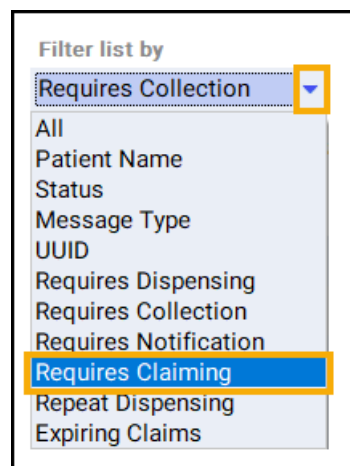 Filter list by
Requires Collection
All
Patient Name
Status
Message Type
UUID
Requires Dispensing
Requires Collection
Requires Notification
Requires Claiming
Repeat Dispensing
Expiring Claims